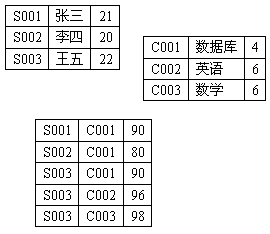 S001 张三 21
S002 李四 20
S003 王五 22
C001 数据库 4
C002 英语 6
C003 数学 6
S001 C001 90
S002 C001 80
S003 C001 90
S003 C002 96
S003 C003 98